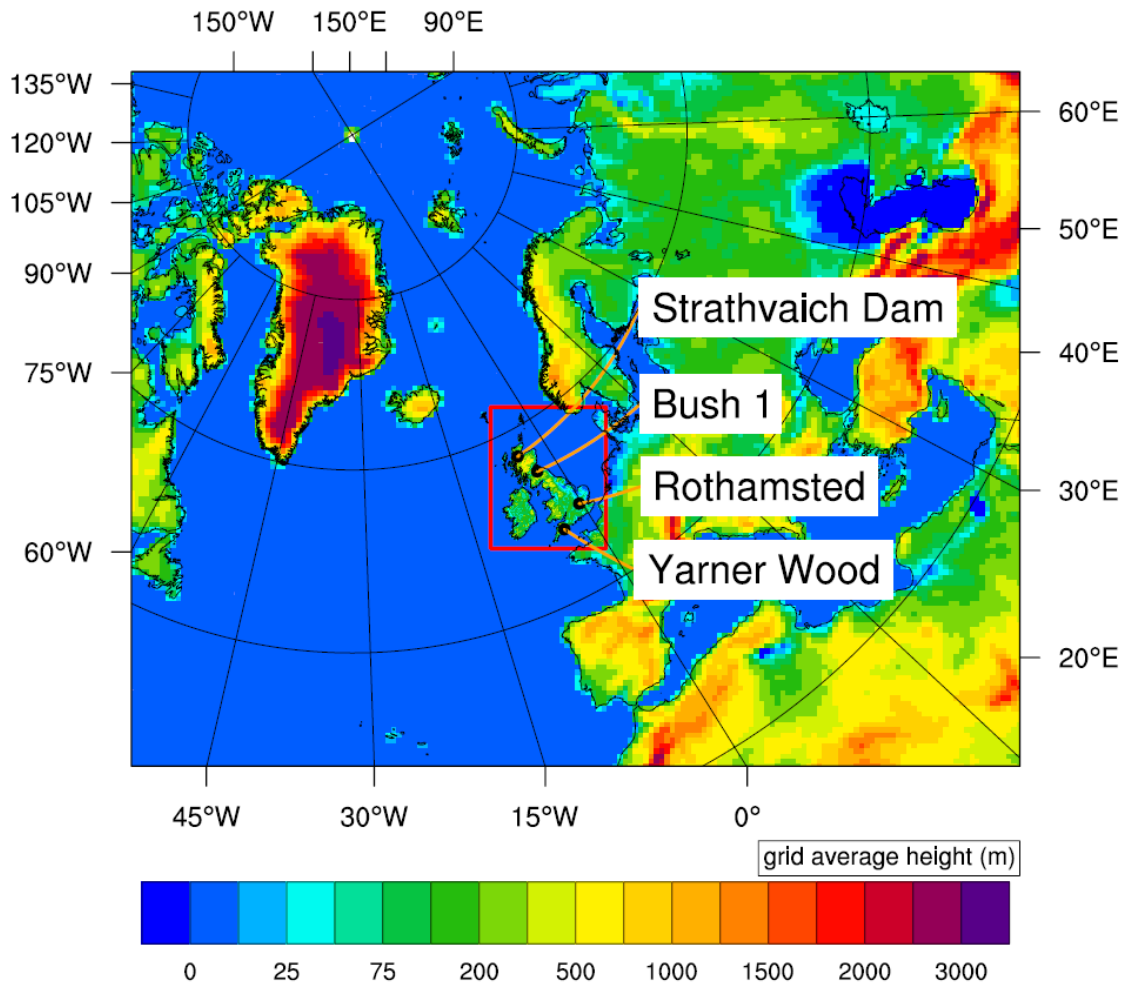 150°W 150°E 90°E
135°W
120°W
105°W
90°W
75°W
60°W
60°E
50°E
40°E
30°E
20°E
Strathvaich Dam
Bush 1
Rothamsted
Yarner Wood
45°W 30°W 15°W 0°
grid average height (m)
0 25 75 200 500 1000 1500 2000 3000